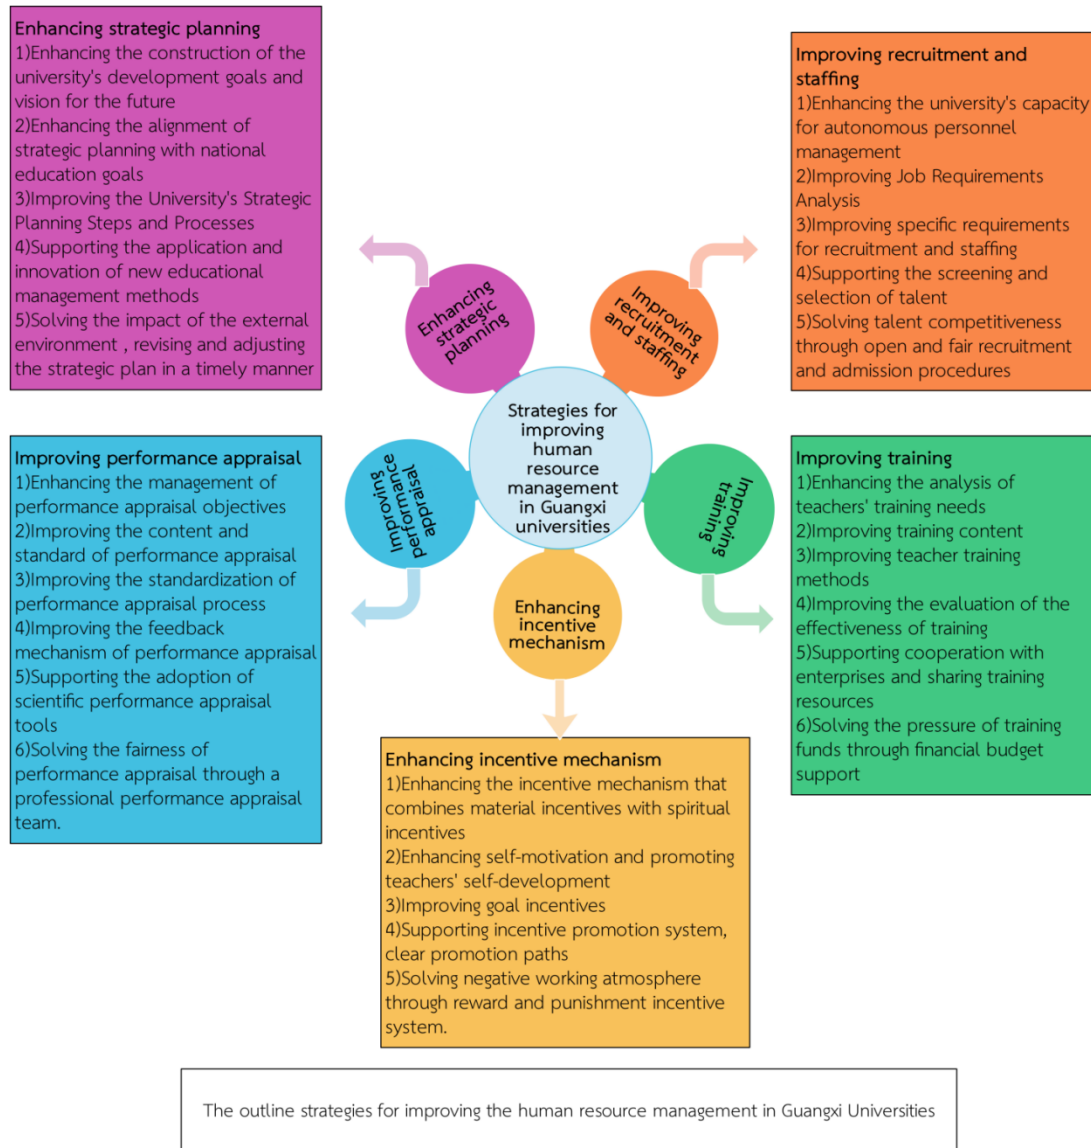 Enhancing strategic planning
1)Enhancing the construction of the
university's development goals and
vision for the future
2)Enhancing the alignment of
strategic planning with national
education goals
3)Improving the University's Strategic
Planning Steps and Processes
4)Supporting the application and
innovation of new educational
management methods
5)Solving the impact of the external
environment , revising and adjusting
the strategic plan in a timely manner
Improving recruitment and
staffing
1)Enhancing the university's capacity
for autonomous personnel
management
2)Improving Job Requirements
Analysis
3)Improving specific requirements
for recruitment and staffing
4)Supporting the screening and
selection of talent
5)Solving talent competitiveness
through open and fair recruitment
and admission procedures
Enhancing
strategic
planning
Improving
recruitment
and staffing
Strategies for
improving
human
resource
management
in Guangxi
universities
Improving
performance
appraisal
Improving
training
Enhancing
incentive
mechanism
Improving performance appraisal
1)Enhancing the management of
performance appraisal objectives
2)Improving the content and
standard of performance appraisal
3)Improving the standardization of
performance appraisal process
4)Improving the feedback
mechanism of performance appraisal
5)Supporting the adoption of
scientific performance appraisal
tools
6)Solving the fairness of
performance appraisal through a
professional performance appraisal
team.
Improving training
1)Enhancing the analysis of
teachers' training needs
2)Improving training content
3)Improving teacher training
methods
4)Improving the evaluation of the
effectiveness of training
5)Supporting cooperation with
enterprises and sharing training
resources
6)Solving the pressure of training
funds through financial budget
support
Enhancing incentive mechanism
1)Enhancing the incentive mechanism that
combines material incentives with spiritual
incentives
2)Enhancing self-motivation and promoting
teachers' self-development
3)Improving goal incentives
4)Supporting incentive promotion system,
clear promotion paths
5)Solving negative working atmosphere
through reward and punishment incentive
system.
The outline strategies for improving the human resource management in Guangxi Universities